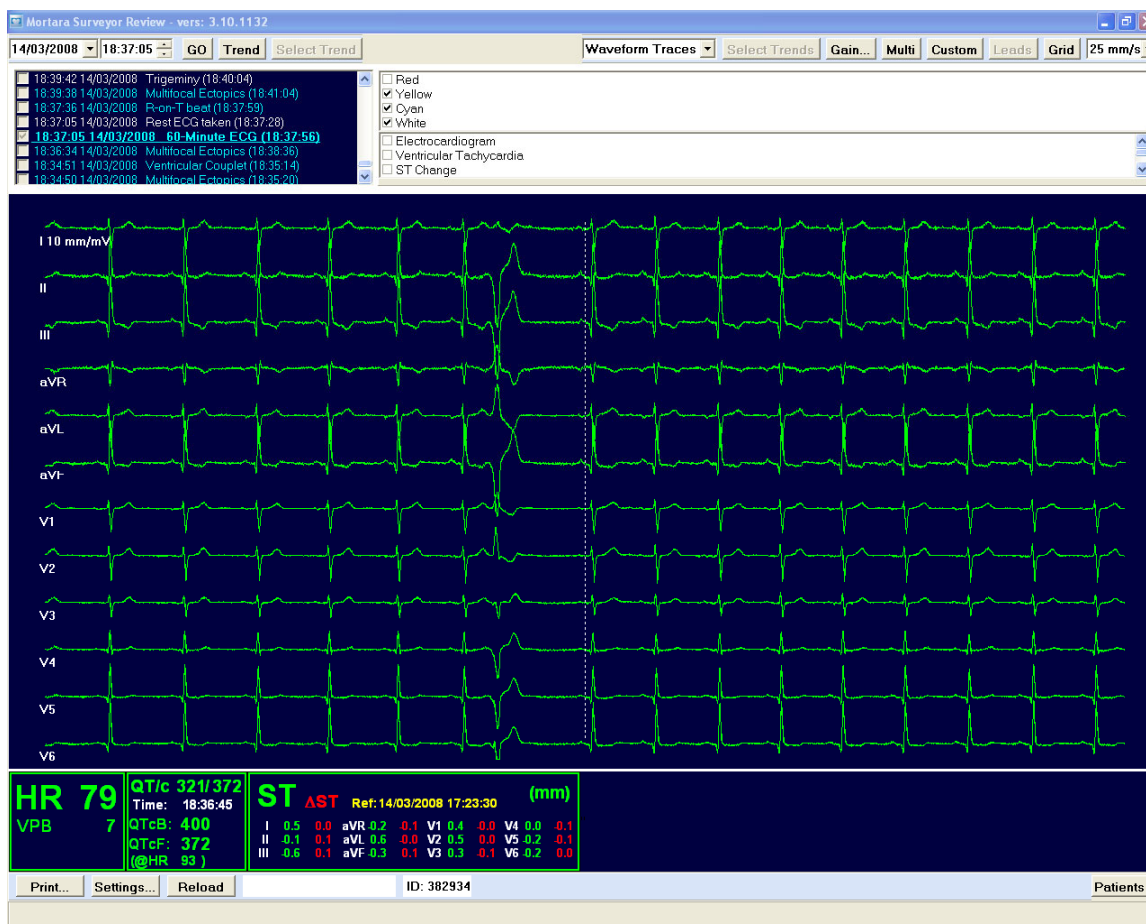 Mortara Surveyor Review - vers: 3.10.1132
14/03/2008 18:37:05 GO Trend Select Trend Waveform Traces Select Trends Gain... Multi Custom Leads Grid 25 mm/s
18:39:42 14/03/2008 Trigeminy (18:40:04)
18:39:38 14/03/2008 Multifocal Ectopics (18:41:04)
18:37:36 14/03/2008 R-on-T beat (18:37:59)
18:37:05 14/03/2008 Rest ECG taken (18:37:28)
18:37:05 14/03/2008 60-Minute ECG (18:37:56)
18:36:34 14/03/2008 Multifocal Ectopics (18:38:36)
18:34:51 14/03/2008 Ventricular Couplet (18:35:14)
18:34:50 14/03/2008 Multifocal Ectopics (18:35:20)
Red
Yellow
Cyan
White
Electrocardiogram
Ventricular Tachycardia
ST Change
I 10 mm/mV
II
III
aVR
aVL
aVF
V1
V2
V3
V4
V5
V6
HR 79
VPB 7
QT/c 321/372
Time: 18:36:45
QTcB: 400
QTcF: 372
(@HR 93 )
ST ΔST Ref: 14/03/2008 17:23:30 (mm)
I 0.5 0.0 aVR -0.2 -0.1 V1 0.4 -0.0 V4 0.0 -0.1
II -0.1 0.1 aVL 0.6 -0.0 V2 0.5 0.0 V5 -0.2 -0.1
III -0.6 0.1 aVF -0.3 0.1 V3 0.3 -0.1 V6 -0.2 0.0
Print... Settings... Reload ID: 382934 Patients